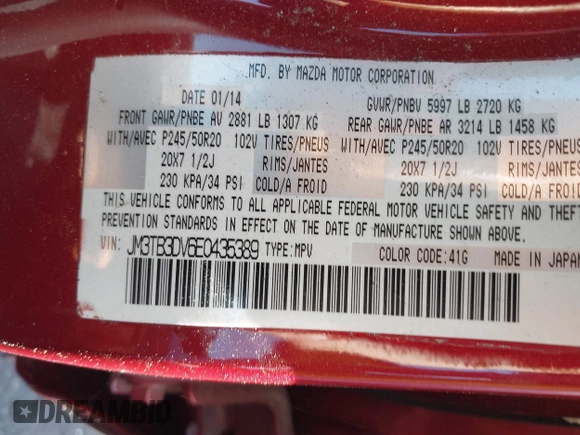 MFD. BY MAZDA MOTOR CORPORATION
DATE 01/14 GVWR/PNBV 5997 LB 2720 KG
FRONT GAWR/PNBE AV 2881 LB 1307 KG REAR GAWR/PNBE AR 3214 LB 1458 KG
WITH/AVEC P245/50R20 102V TIRES/PNEUS WITH/AVEC P245/50R20 102V TIRES/PNEUS
20X7 1/2J RIMS/JANTES 20X7 1/2J RIMS/JANTES
230 KPA/34 PSI COLD/A FROID 230 KPA/34 PSI COLD/A FROID
THIS VEHICLE CONFORMS TO ALL APPLICABLE FEDERAL MOTOR VEHICLE SAFETY AND THEFT
PREVENTION STANDARDS IN EFFECT ON THE DATE OF MANUFACTURE SHOWN ABOVE.
VIN: JM3TB3DV6E0435389 TYPE:MPV COLOR CODE:41G MADE IN JAPAN
DREAMBID